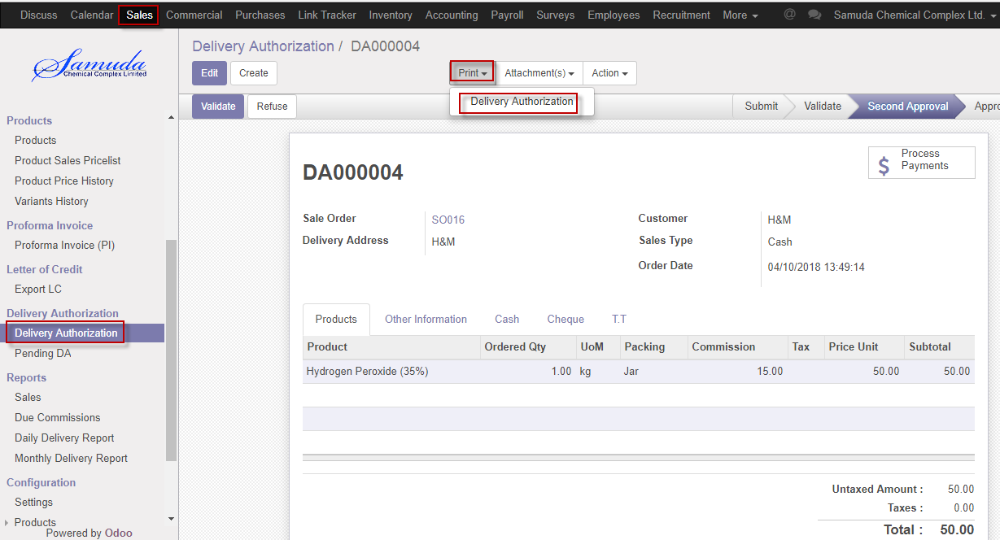 Discuss Calendar Sales Commercial Purchases Link Tracker Inventory Accounting Payroll Surveys Employees Recruitment More @ Samuda Chemical Complex Ltd.
Samuda
Chemical Complex Limited
Delivery Authorization / DA000004
Edit Create Print Attachment(s) Action
Delivery Authorization
Validate Refuse Submit Validate Second Approval Appro
Products
Products
Product Sales Pricelist
Product Price History
Variants History
Proforma Invoice
Proforma Invoice (PI)
Letter of Credit
Export LC
Delivery Authorization
Delivery Authorization
Pending DA
Reports
Sales
Due Commissions
Daily Delivery Report
Monthly Delivery Report
Configuration
Settings
Products
Powered by Odoo
DA000004
$ Process
Payments
Sale Order SO016 Customer H&M
Delivery Address H&M Sales Type Cash
Order Date 04/10/2018 13:49:14
Products Other Information Cash Cheque T.T
Product Ordered Qty UoM Packing Commission Tax Price Unit Subtotal
Hydrogen Peroxide (35%) 1.00 kg Jar 15.00 50.00 50.00
Untaxed Amount : 50.00
Taxes : 0.00
Total : 50.00